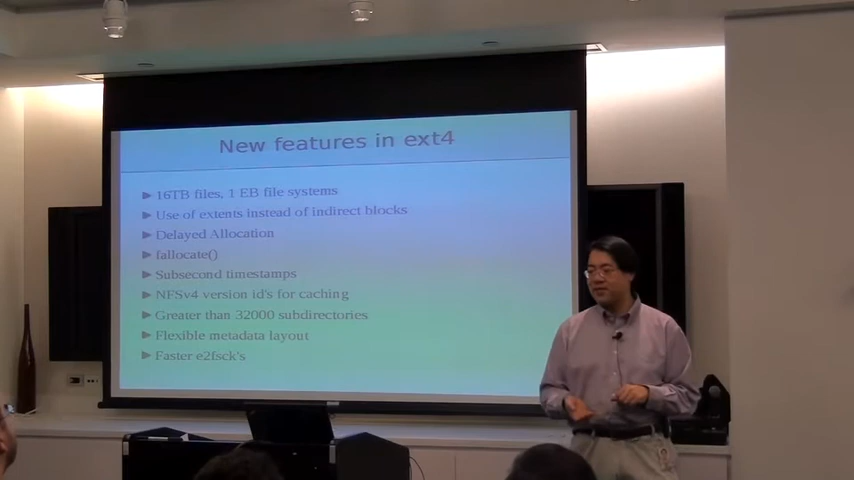 New features in ext4
16TB files, 1 EB file systems
Use of extents instead of indirect blocks
Delayed Allocation
fallocate()
Subsecond timestamps
NFSv4 version id's for caching
Greater than 32000 subdirectories
Flexible metadata layout
Faster e2fsck's